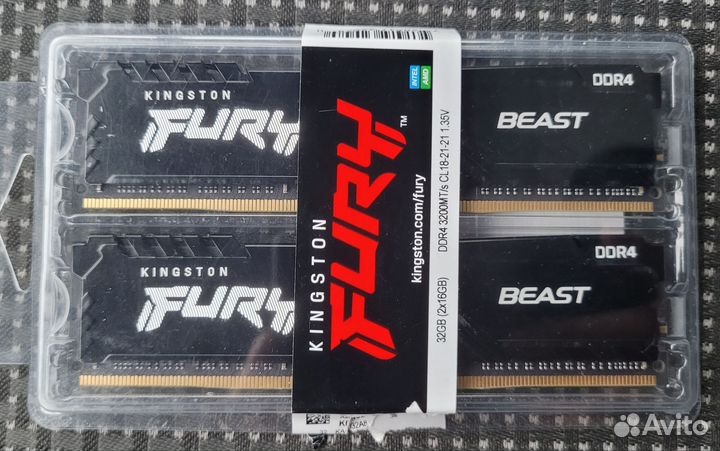 KINGSTON
FURY
BEAST
DDR4
KINGSTON
FURY
BEAST
DDR4
KINGSTON
FURY™
kingston.com/fury
INTEL
AMD
32GB (2x16GB)
DDR4 3200MT/s CL18-21-21 1.35V
Avito